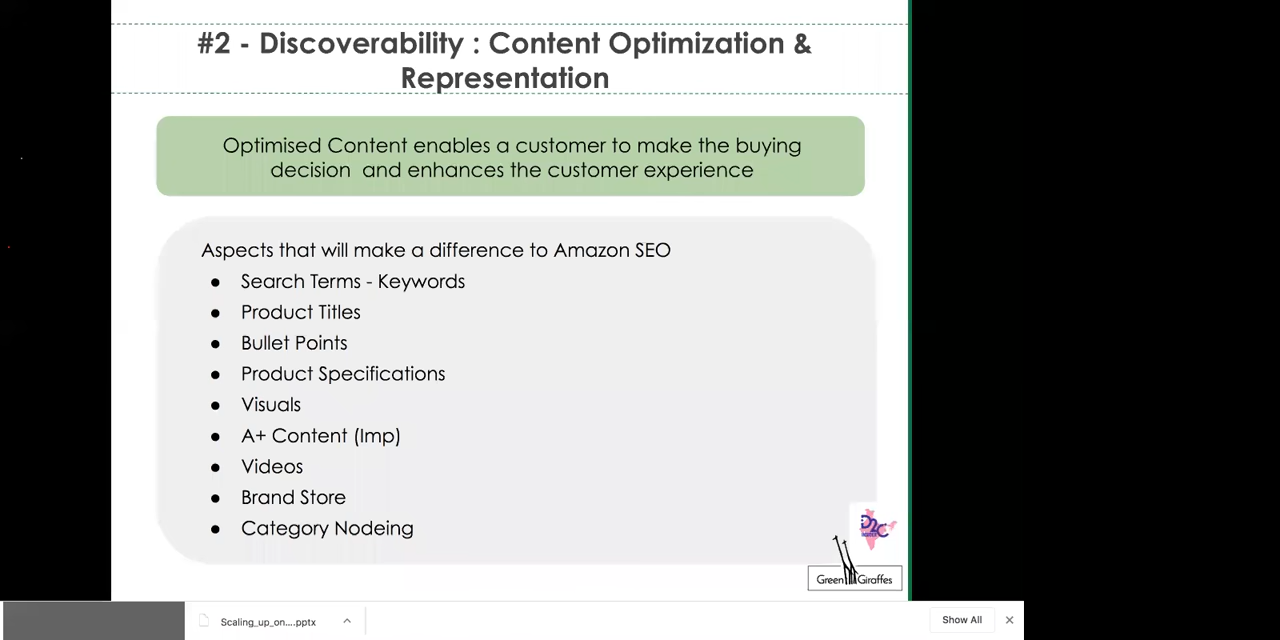 #2 - Discoverability : Content Optimization &
Representation
Optimised Content enables a customer to make the buying
decision and enhances the customer experience
Aspects that will make a difference to Amazon SEO
● Search Terms - Keywords
● Product Titles
● Bullet Points
● Product Specifications
● Visuals
● A+ Content (Imp)
● Videos
● Brand Store
● Category Nodeing
D2C
Green Giraffes
Scaling_up_on....pptx
Show All